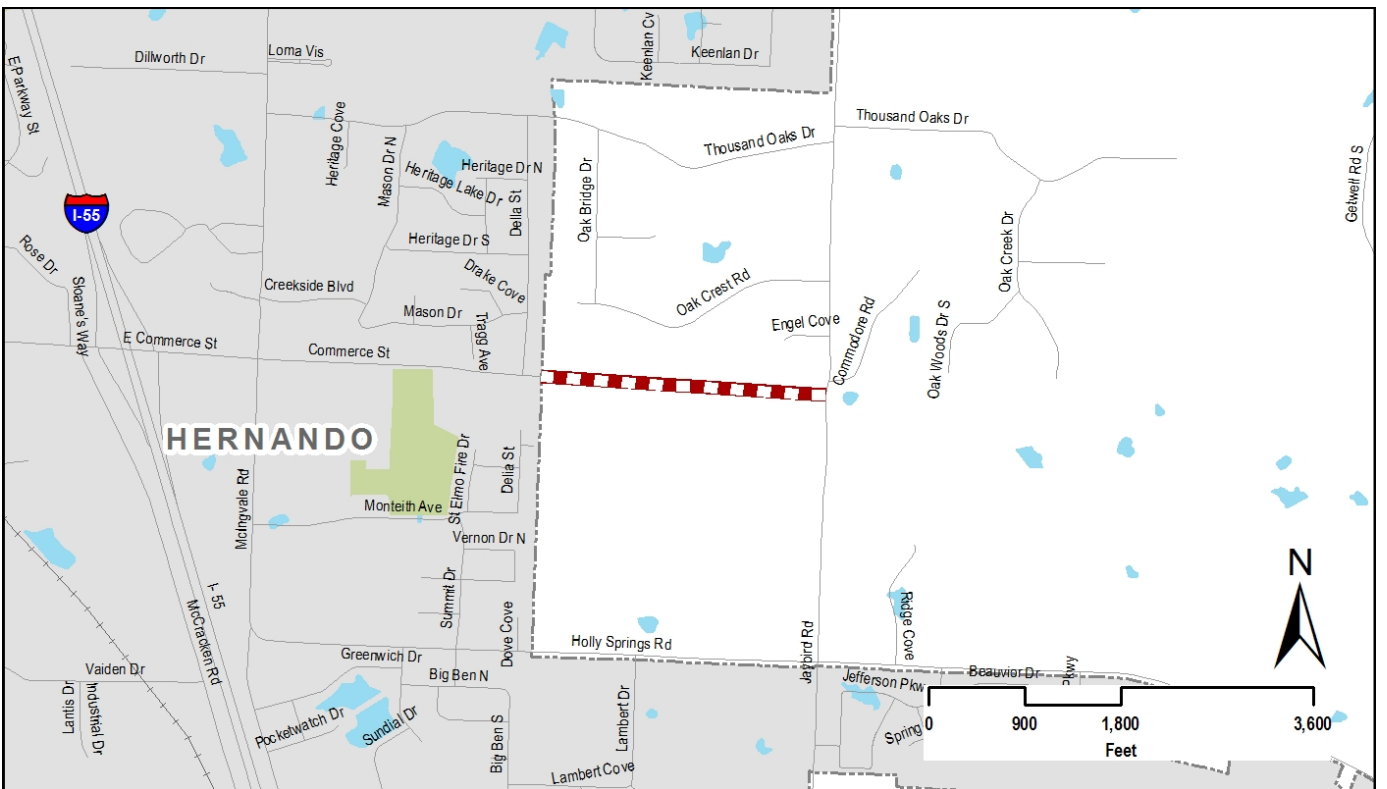 Keenlan Cv
Keenlan Dr
Loma Vis
Dillworth Dr
E Parkway St
Thousand Oaks Dr
Thousand Oaks Dr
Heritage Cove
Mason Dr N
Heritage Dr N
Heritage Lake Dr
Della St
Oak Bridge Dr
Getwell Rd S
I-55
Heritage Dr S
Rose Dr
Drake Cove
Oak Creek Dr
Creekside Blvd
Oak Crest Rd
Sloane's Way
Mason Dr
Tragg Ave
Engel Cove
Commodore Rd
Oak Woods Dr S
E Commerce St
Commerce St
HERNANDO
McIngvale Rd
St Elmo Fire Dr
Delia St
Monteith Ave
Vernon Dr N
Summit Dr
I- 55
McCracken Rd
Dove Cove
Holly Springs Rd
Jaybird Rd
Ridge Cove
Greenwich Dr
Big Ben N
Vaiden Dr
Beauvior Dr
Pkwy
Jefferson Pkw
Lantis Dr
Industrial Dr
Pocketwatch Dr
Sundial Dr
Big Ben S
Lambert Dr
Lambert Cove
Spring
N
0 900 1,800 3,600
Feet